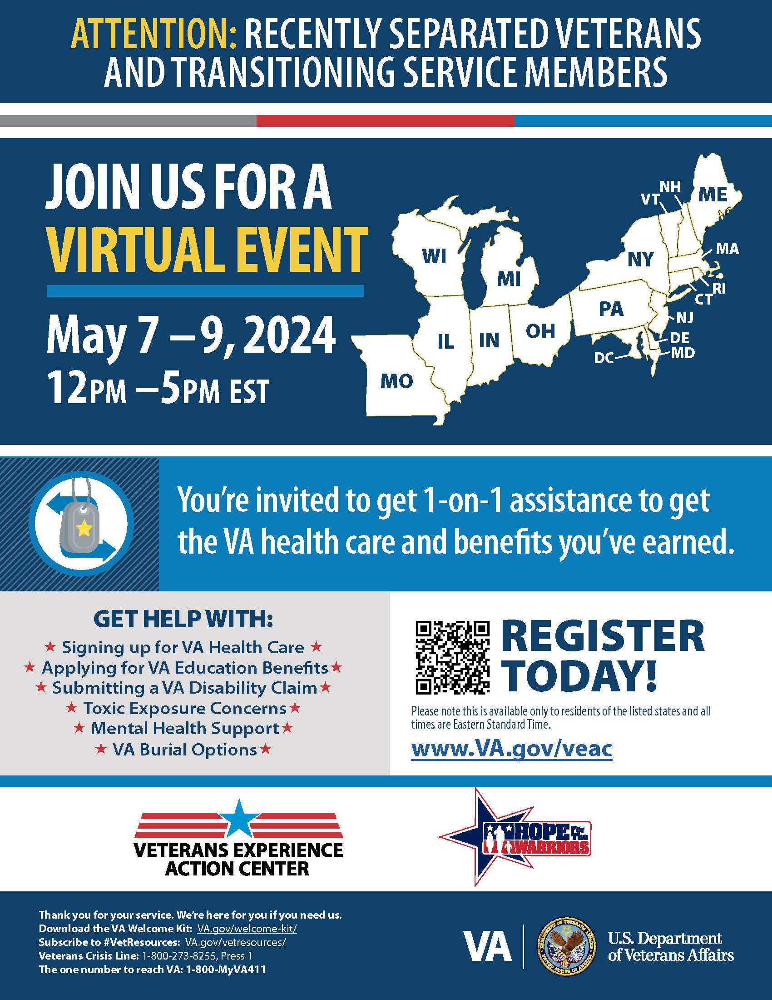 ATTENTION: RECENTLY SEPARATED VETERANS
AND TRANSITIONING SERVICE MEMBERS
JOIN US FOR A
VIRTUAL EVENT
May 7 – 9, 2024
12PM – 5PM EST
NH
VT
ME
WI
NY
MA
MI
RI
CT
PA
NJ
OH
IL
IN
DE
MD
DC
MO
You're invited to get 1-on-1 assistance to get
the VA health care and benefits you've earned.
GET HELP WITH:
★ Signing up for VA Health Care ★
★ Applying for VA Education Benefits ★
★ Submitting a VA Disability Claim ★
★ Toxic Exposure Concerns ★
★ Mental Health Support ★
★ VA Burial Options ★
REGISTER
TODAY!
Please note this is available only to residents of the listed states and all
times are Eastern Standard Time.
www.VA.gov/veac
VETERANS EXPERIENCE
ACTION CENTER
HOPE For The
WARRIORS
Thank you for your service. We're here for you if you need us.
Download the VA Welcome Kit: VA.gov/welcome-kit/
Subscribe to #VetResources: VA.gov/vetresources/
Veterans Crisis Line: 1-800-273-8255, Press 1
The one number to reach VA: 1-800-MyVA411
VA
DEPARTMENT OF VETERANS AFFAIRS
UNITED STATES OF AMERICA
U.S. Department
of Veterans Affairs